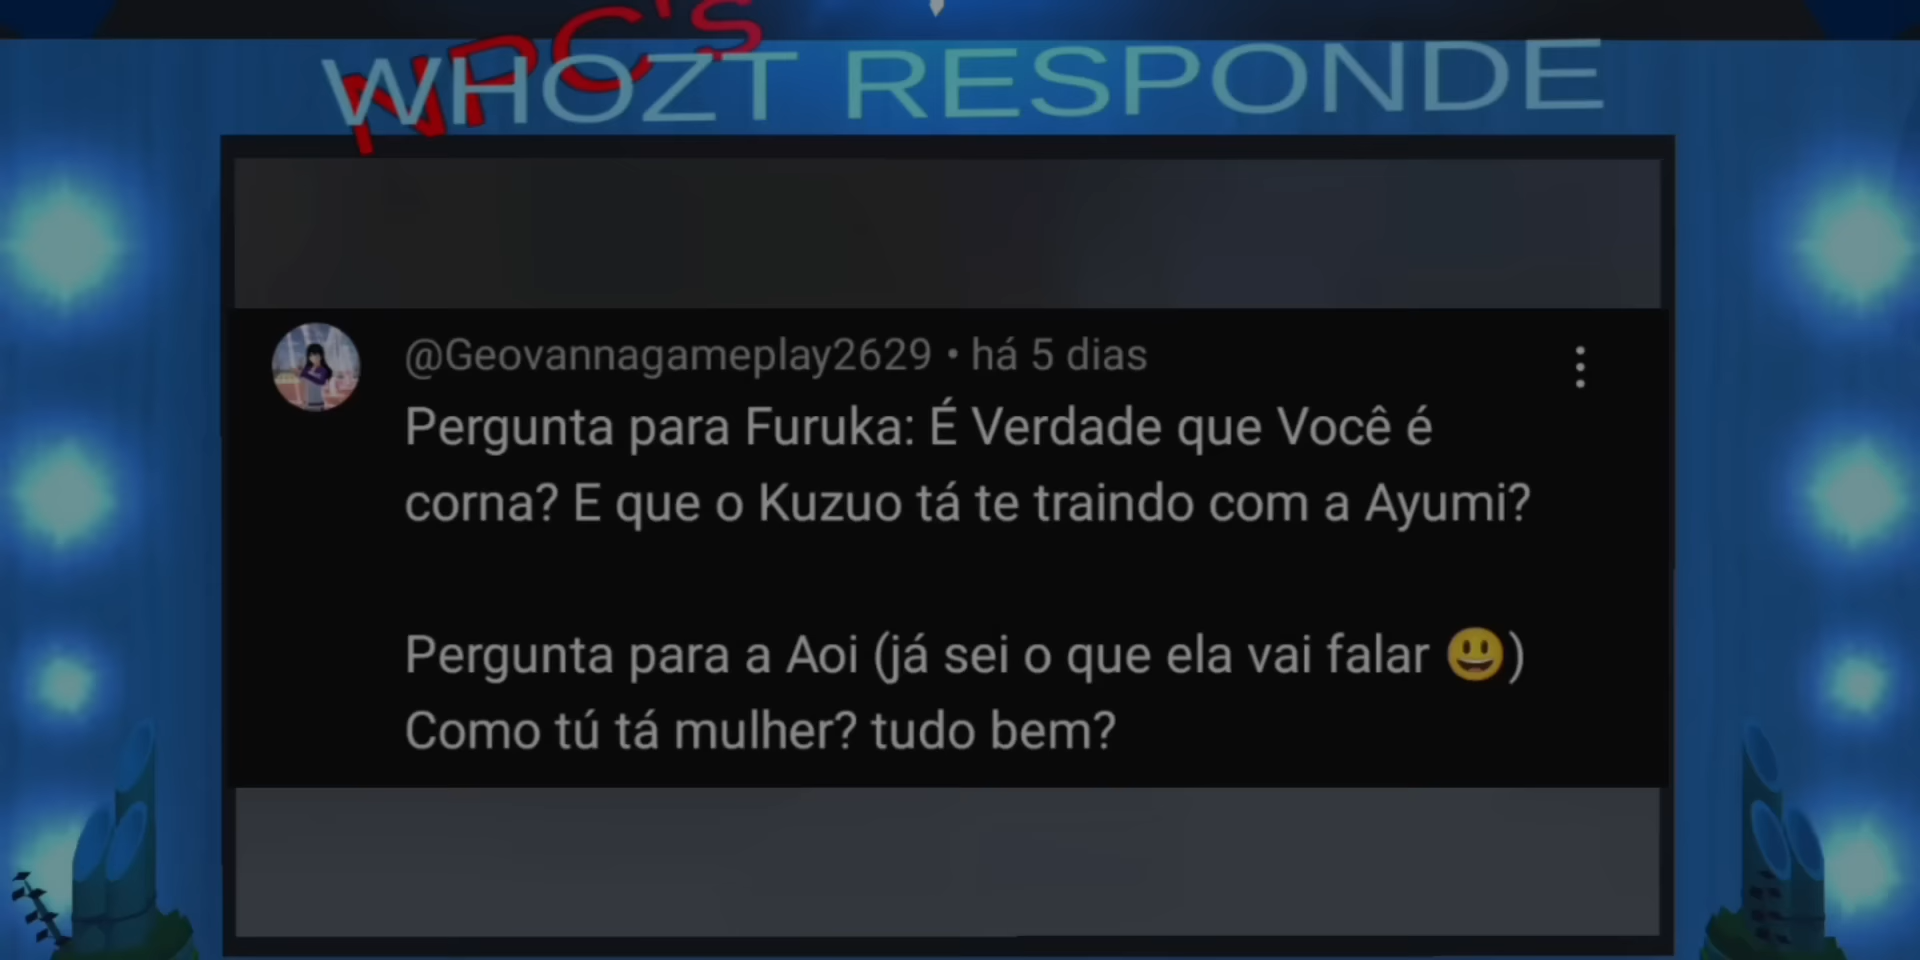 NPC's
WHOZT RESPONDE
@Geovannagameplay2629 • há 5 dias
Pergunta para Furuka: É Verdade que Você é
corna? E que o Kuzuo tá te traindo com a Ayumi?
Pergunta para a Aoi (já sei o que ela vai falar 😃)
Como tú tá mulher? tudo bem?